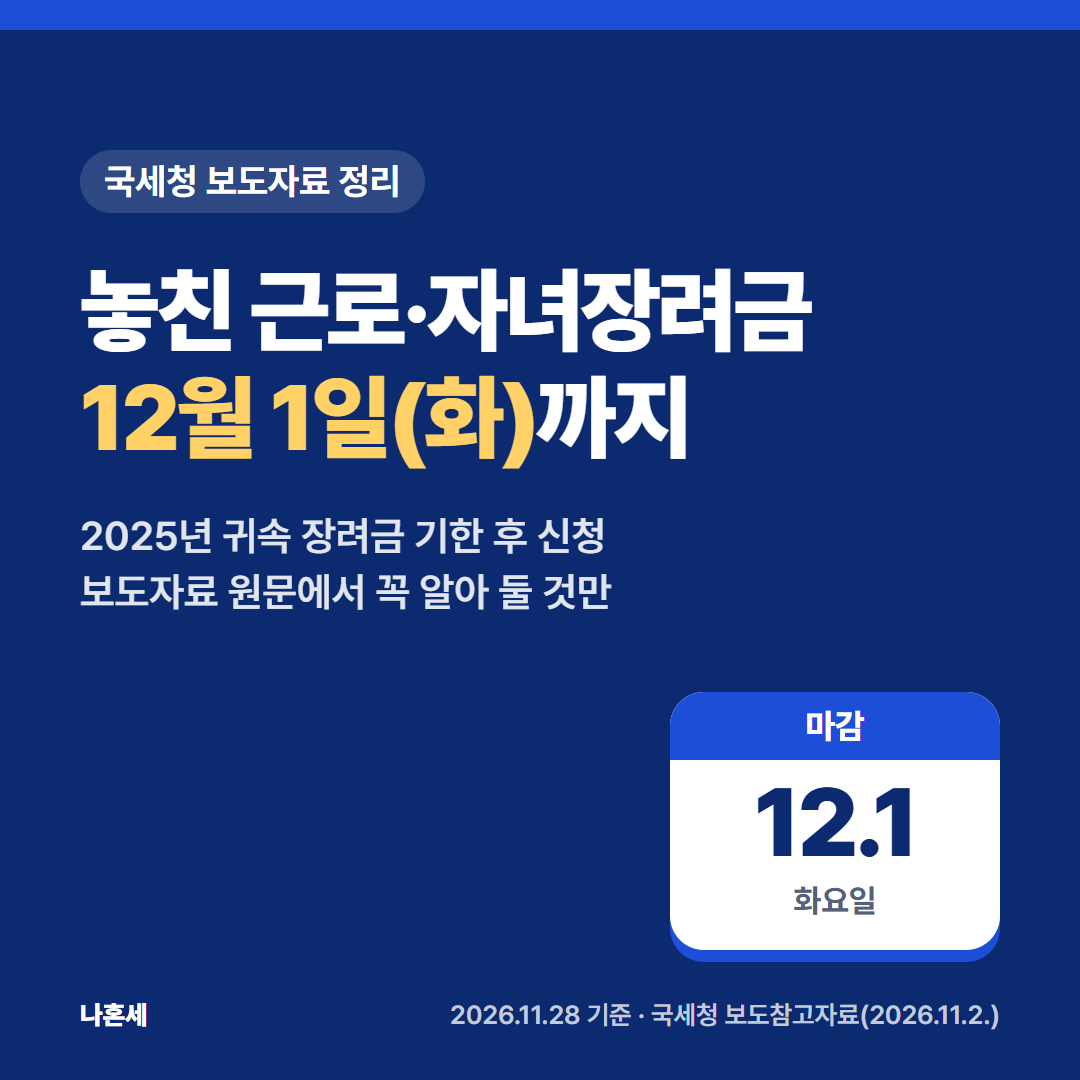 국세청 보도자료 정리
놓친 근로·자녀장려금
12월 1일(화)까지
2025년 귀속 장려금 기한 후 신청
보도자료 원문에서 꼭 알아 둘 것만
마감
12.1
화요일
나혼세
2026.11.28 기준 · 국세청 보도참고자료(2026.11.2.)